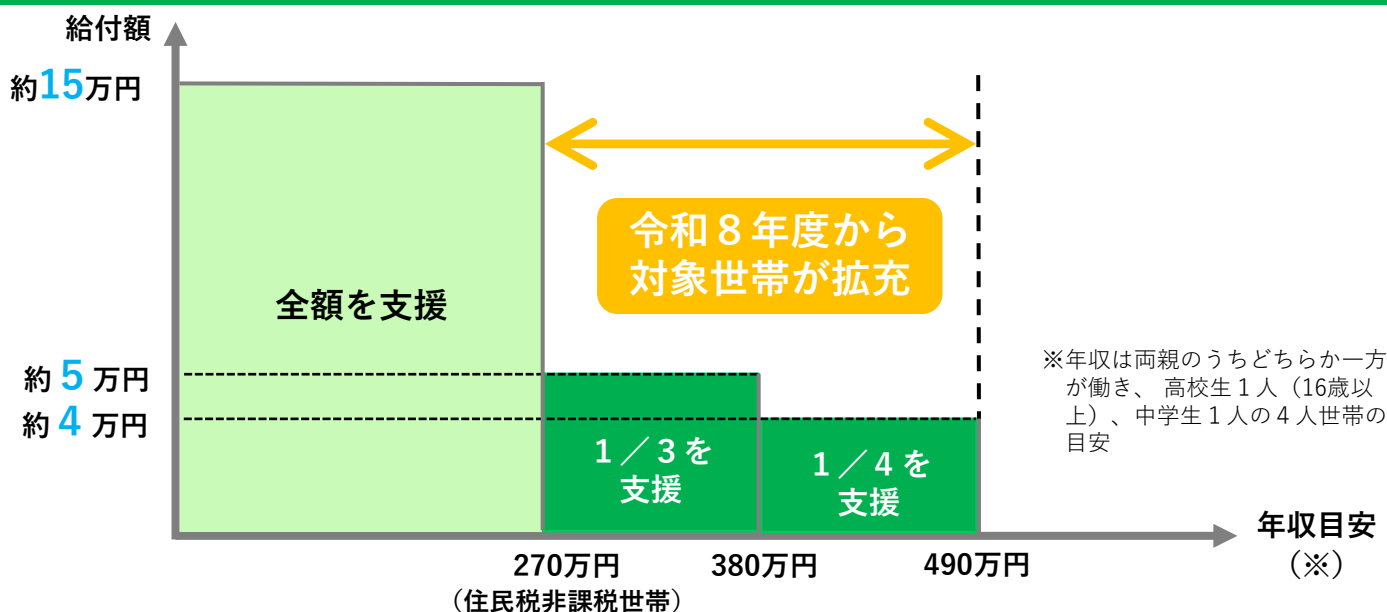 給付額
約15万円
令和８年度から
対象世帯が拡充
全額を支援
約５万円
約４万円
１／３を
支援
１／４を
支援
※年収は両親のうちどちらか一方
が働き、 高校生１人（16歳以
上）、中学生１人の４人世帯の
目安
270万円
380万円
490万円
（住民税非課税世帯）
年収目安
（※）